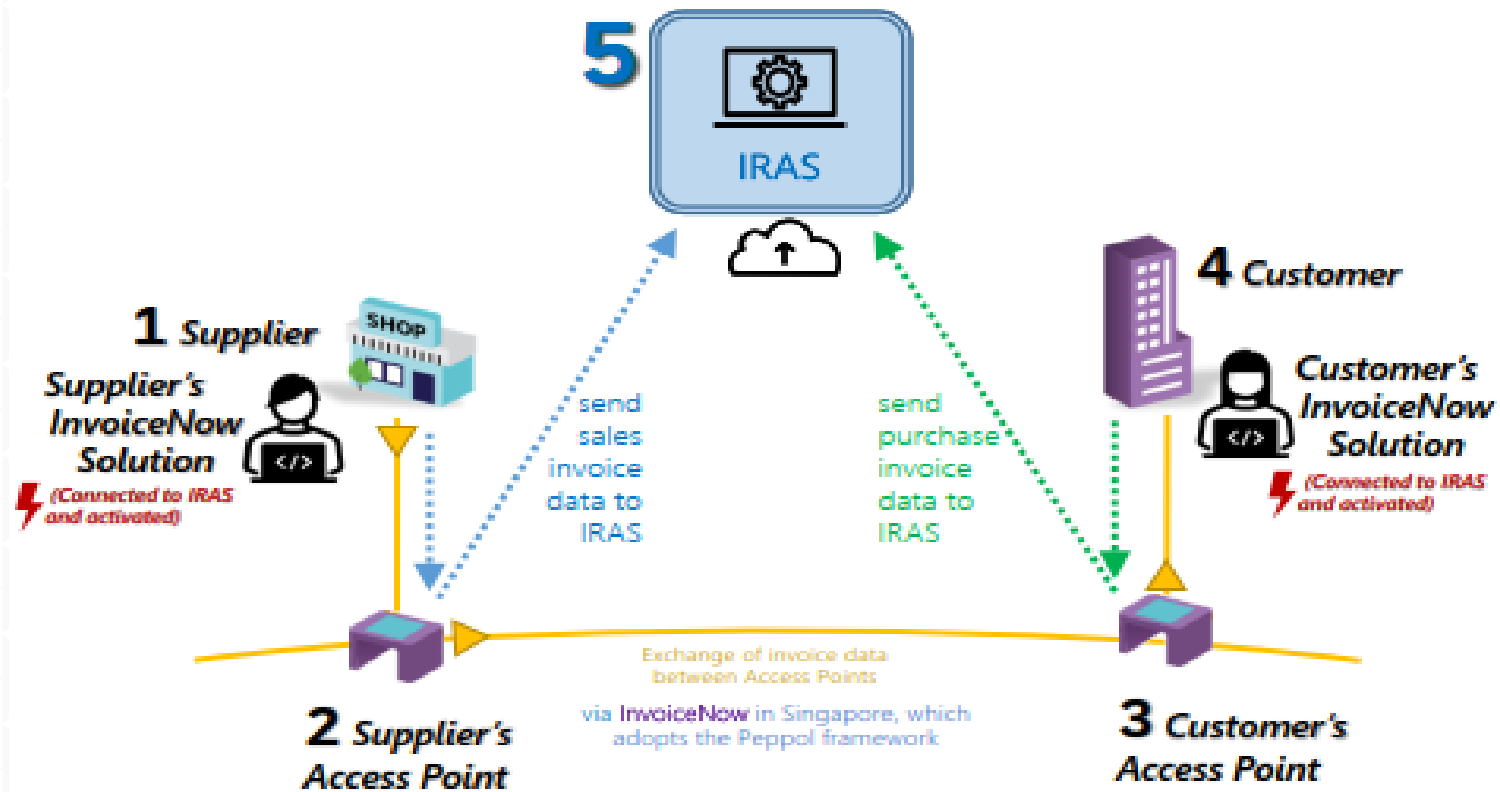 5
IRAS
1 Supplier
SHOP
Supplier's
InvoiceNow
Solution
(Connected to IRAS
and activated)
</>
send
sales
invoice
data to
IRAS
send
purchase
invoice
data to
IRAS
4 Customer
Customer's
InvoiceNow
Solution
(Connected to IRAS
and activated)
</>
Exchange of invoice data
between Access Points
via InvoiceNow in Singapore, which
adopts the Peppol framework
2 Supplier's
Access Point
3 Customer's
Access Point